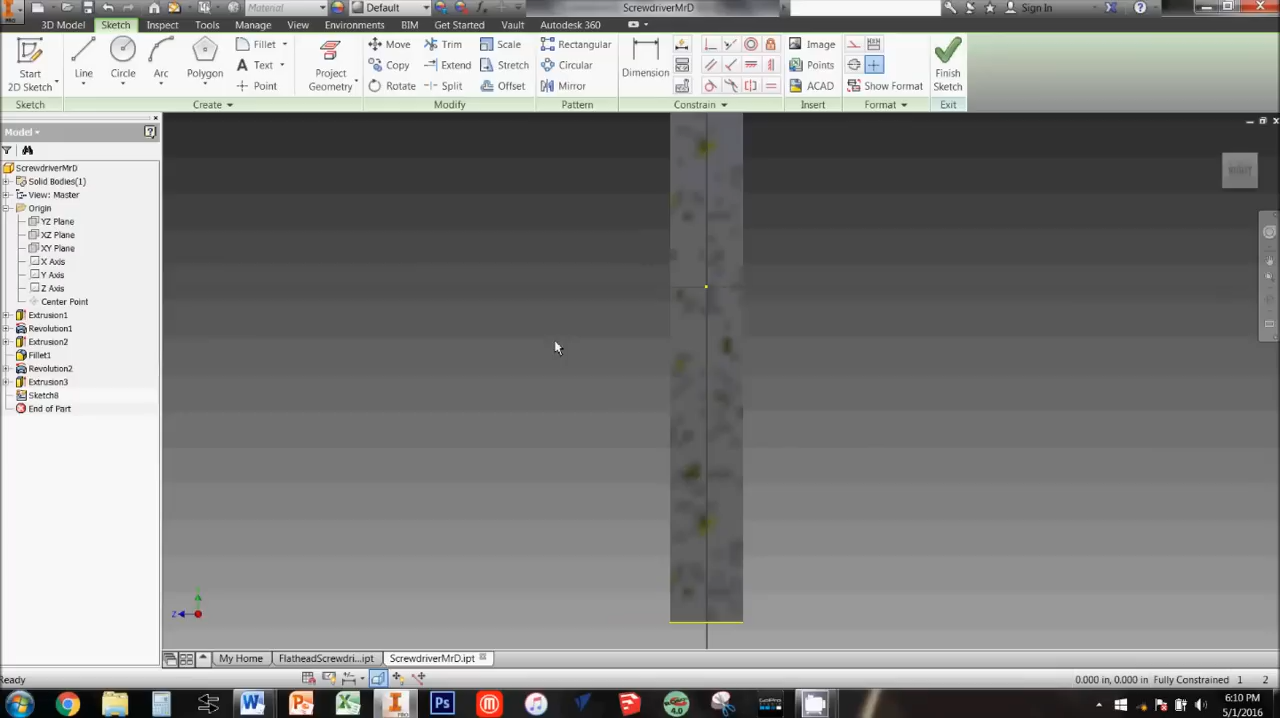 Material
Default
ScrewdriverMrD
Sign In
3D Model Sketch Inspect Tools Manage View Environments BIM Get Started Vault Autodesk 360
Start
2D Sketch
Line
Circle
Arc
Polygon
Fillet
Text
Point
Project
Geometry
Move
Copy
Rotate
Trim
Extend
Split
Scale
Stretch
Offset
Rectangular
Circular
Mirror
Dimension
Image
Points
ACAD
Show Format
Finish
Sketch
Sketch Create Modify Pattern Constrain Insert Format Exit
Model
ScrewdriverMrD
Solid Bodies(1)
View: Master
Origin
YZ Plane
XZ Plane
XY Plane
X Axis
Y Axis
Z Axis
Center Point
Extrusion1
Revolution1
Extrusion2
Fillet1
Revolution2
Extrusion3
Sketch8
End of Part
RIGHT
Z
My Home FlatheadScrewdri...ipt ScrewdriverMrD.ipt
Ready
0.000 in, 0.000 in Fully Constrained 1 2
6:10 PM
5/1/2016